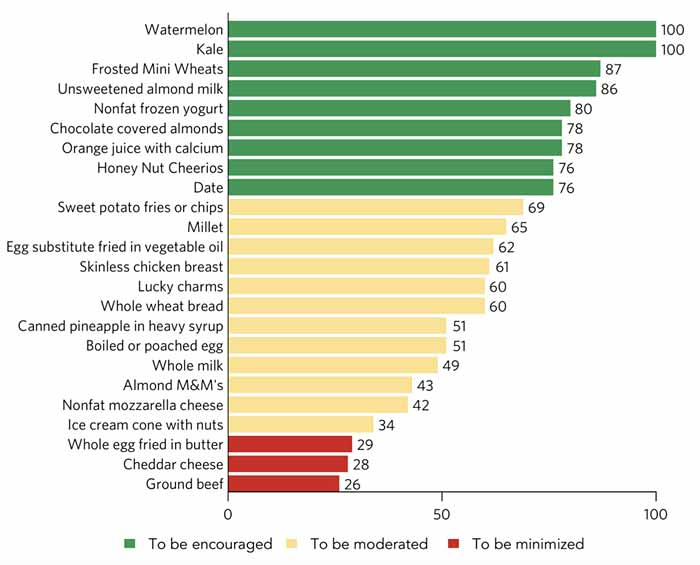 Watermelon 100
Kale 100
Frosted Mini Wheats 87
Unsweetened almond milk 86
Nonfat frozen yogurt 80
Chocolate covered almonds 78
Orange juice with calcium 78
Honey Nut Cheerios 76
Date 76
Sweet potato fries or chips 69
Millet 65
Egg substitute fried in vegetable oil 62
Skinless chicken breast 61
Lucky charms 60
Whole wheat bread 60
Canned pineapple in heavy syrup 51
Boiled or poached egg 51
Whole milk 49
Almond M&M's 43
Nonfat mozzarella cheese 42
Ice cream cone with nuts 34
Whole egg fried in butter 29
Cheddar cheese 28
Ground beef 26
0 50 100
To be encouraged To be moderated To be minimized